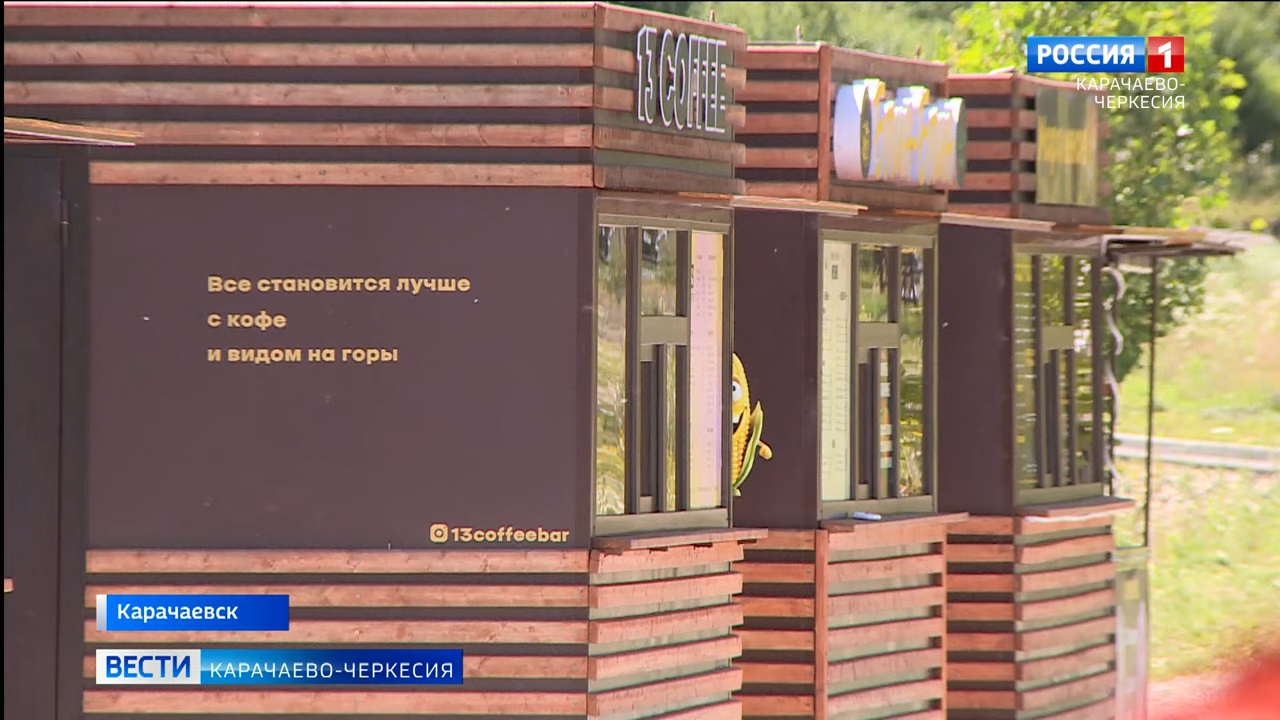 13 COFFEE
РОССИЯ 1
КАРАЧАЕВО-
ЧЕРКЕСИЯ
Все становится лучше
с кофе
и видом на горы
13coffeebar
Карачаевск
ВЕСТИ КАРАЧАЕВО-ЧЕРКЕСИЯ